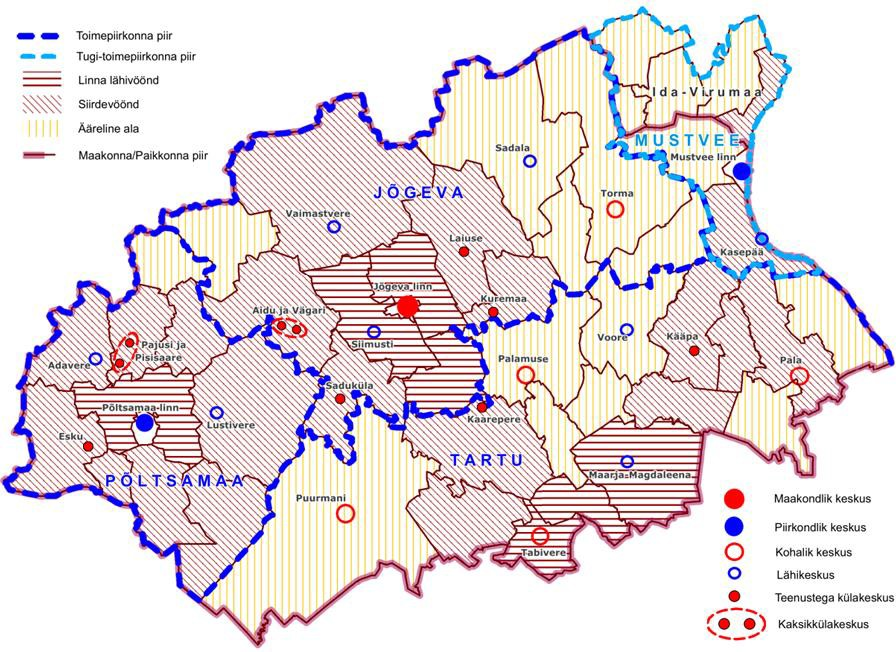 Toimepiirkonna piir
Tugi-toimepiirkonna piir
Linna lähivöönd
Siirdevöönd
Ääreline ala
Maakonna/Paikkonna piir
Ida-Virumaa
MUSTVEE
Mustvee linn
Sadala
JÕGEVA
Torma
Vaimastvere
Laiuse
Kasepää
Jõgeva linn
Kuremaa
Aidu ja Vägari
Siimusti
Voore
Kääpa
Pajusi ja
Pisisaare
Adavere
Palamuse
Pala
Saduküla
Põltsamaa linn
Lustivere
Kaarepere
Esku
PÕLTSAMAA
TARTU
Maarja-Magdaleena
Puurmani
Tabivere
Maakondlik keskus
Piirkondlik keskus
Kohalik keskus
Lähikeskus
Teenustega külakeskus
Kaksikkülakeskus